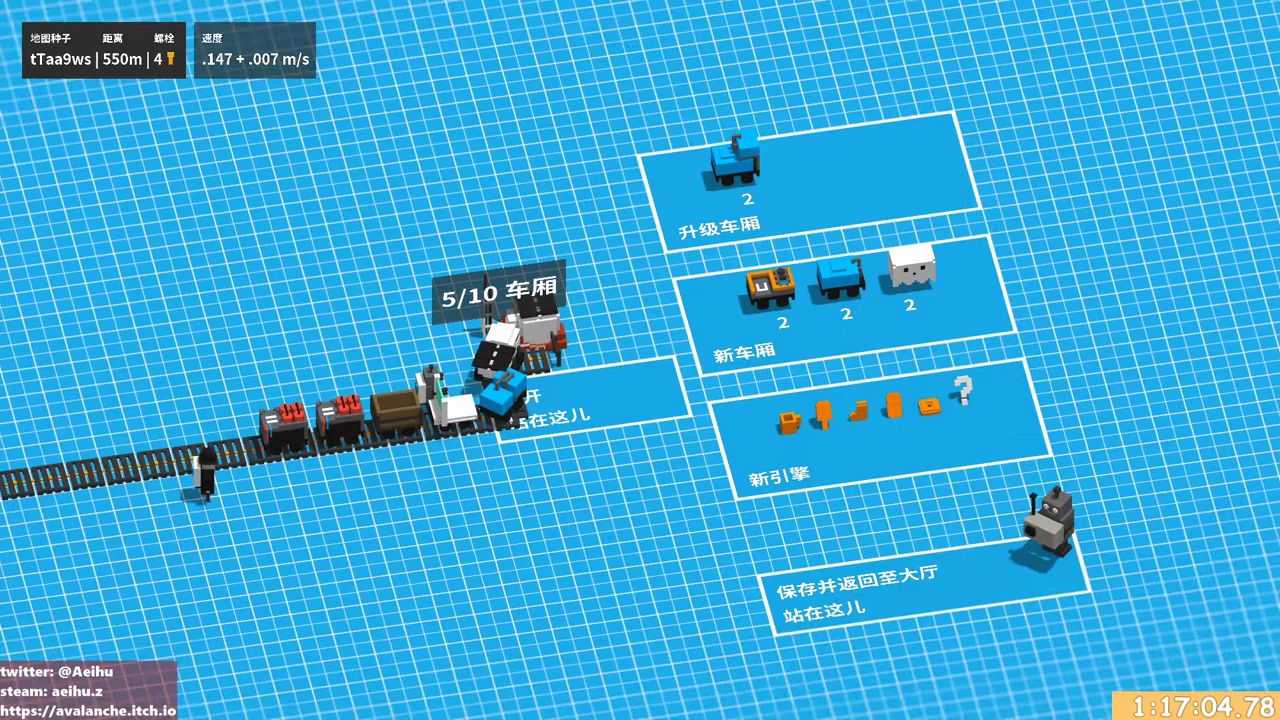 地图种子 距离 螺栓
tTaa9ws | 550m | 4
速度
.147 + .007 m/s
2
升级车厢
5/10 车厢
2 2 2
新车厢
开
站在这儿
新引擎
保存并返回至大厅
站在这儿
twitter: @Aeihu
steam: aeihu.z
https://avalanche.itch.io
1:17:04.78